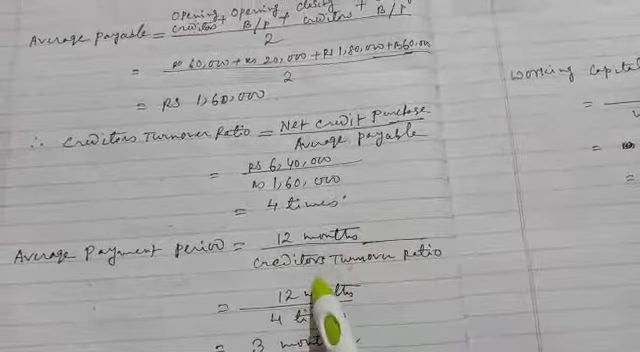 Opening Opening closing
Creditors + B/P + creditors + B/P
Average Payable =
2
= Rs 60,000 + Rs 20,000 + Rs 1,80,000 + Rs 60,000
2
= Rs 1,60,000
∴ Creditors Turnover Ratio = Net Credit Purchase
Average Payable
= Rs 6,40,000
Rs 1,60,000
= 4 times
Average Payment Period = 12 months
Creditors Turnover Ratio
= 12
4
= 3
Working Capital
=
=
=